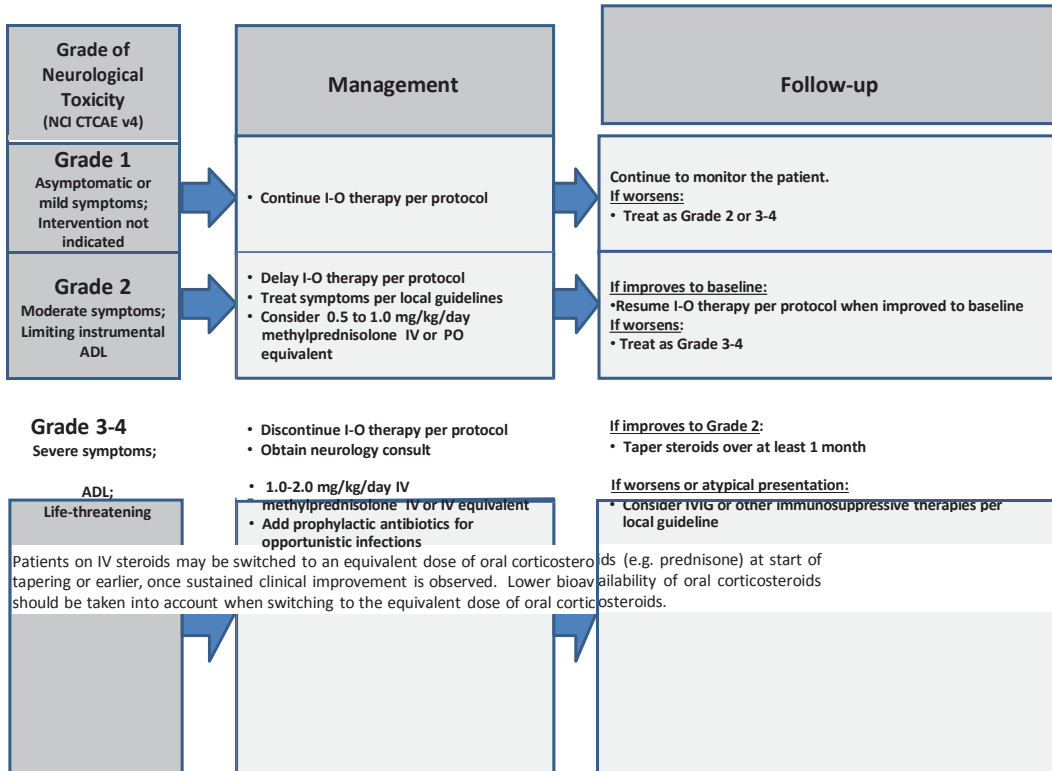 Grade of
Neurological
Toxicity
(NCI CTCAE v4)
Management
Follow-up
Grade 1
Asymptomatic or
mild symptoms;
Intervention not
indicated
• Continue I-O therapy per protocol
Continue to monitor the patient.
If worsens:
• Treat as Grade 2 or 3-4
Grade 2
Moderate symptoms;
Limiting instrumental
ADL
• Delay I-O therapy per protocol
• Treat symptoms per local guidelines
• Consider 0.5 to 1.0 mg/kg/day
methylprednisolone IV or PO
equivalent
If improves to baseline:
•Resume I-O therapy per protocol when improved to baseline
If worsens:
• Treat as Grade 3-4
Grade 3-4
Severe symptoms;
ADL;
Life-threatening
• Discontinue I-O therapy per protocol
• Obtain neurology consult
• 1.0-2.0 mg/kg/day IV
methylprednisolone IV or IV equivalent
• Add prophylactic antibiotics for
opportunistic infections
If improves to Grade 2:
• Taper steroids over at least 1 month
If worsens or atypical presentation:
• Consider IVIG or other immunosuppressive therapies per
local guideline
Patients on IV steroids may be switched to an equivalent dose of oral corticosteroids (e.g. prednisone) at start of
tapering or earlier, once sustained clinical improvement is observed. Lower bioavailability of oral corticosteroids
should be taken into account when switching to the equivalent dose of oral corticosteroids.